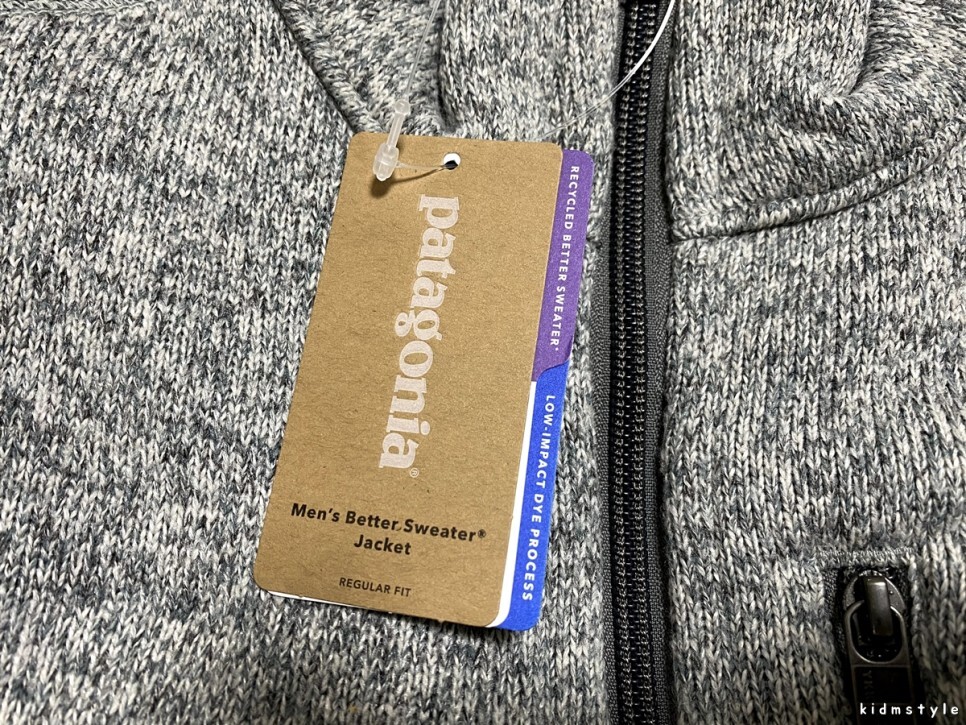 patagonia®
Men's Better Sweater®
Jacket
REGULAR FIT
RECYCLED BETTER SWEATER®
LOW-IMPACT DYE PROCESS
kidmstyle